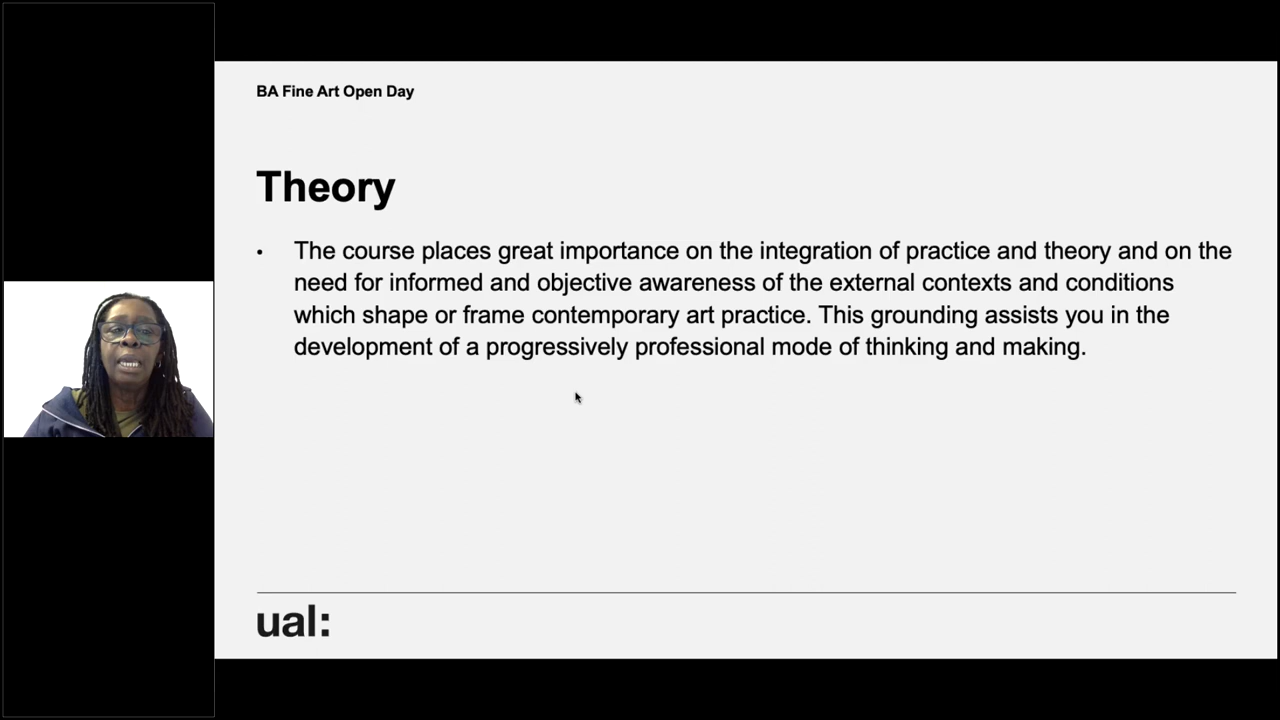 BA Fine Art Open Day
Theory
• The course places great importance on the integration of practice and theory and on the
need for informed and objective awareness of the external contexts and conditions
which shape or frame contemporary art practice. This grounding assists you in the
development of a progressively professional mode of thinking and making.
ual: